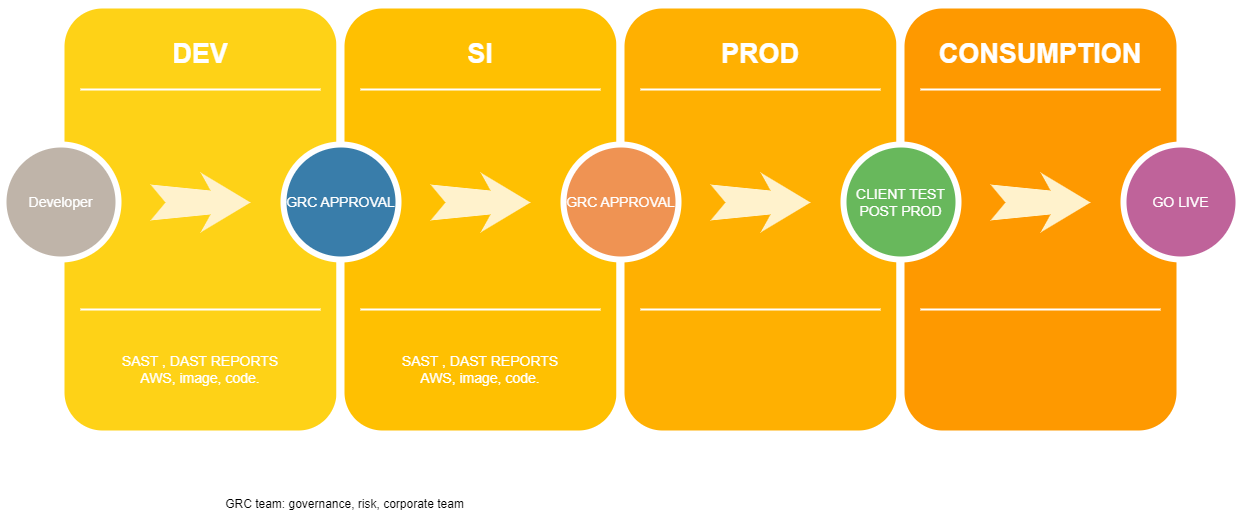 DEV
SI
PROD
CONSUMPTION
Developer
GRC APPROVAL
GRC APPROVAL
CLIENT TEST
POST PROD
GO LIVE
SAST , DAST REPORTS
AWS, image, code.
SAST , DAST REPORTS
AWS, image, code.
GRC team: governance, risk, corporate team